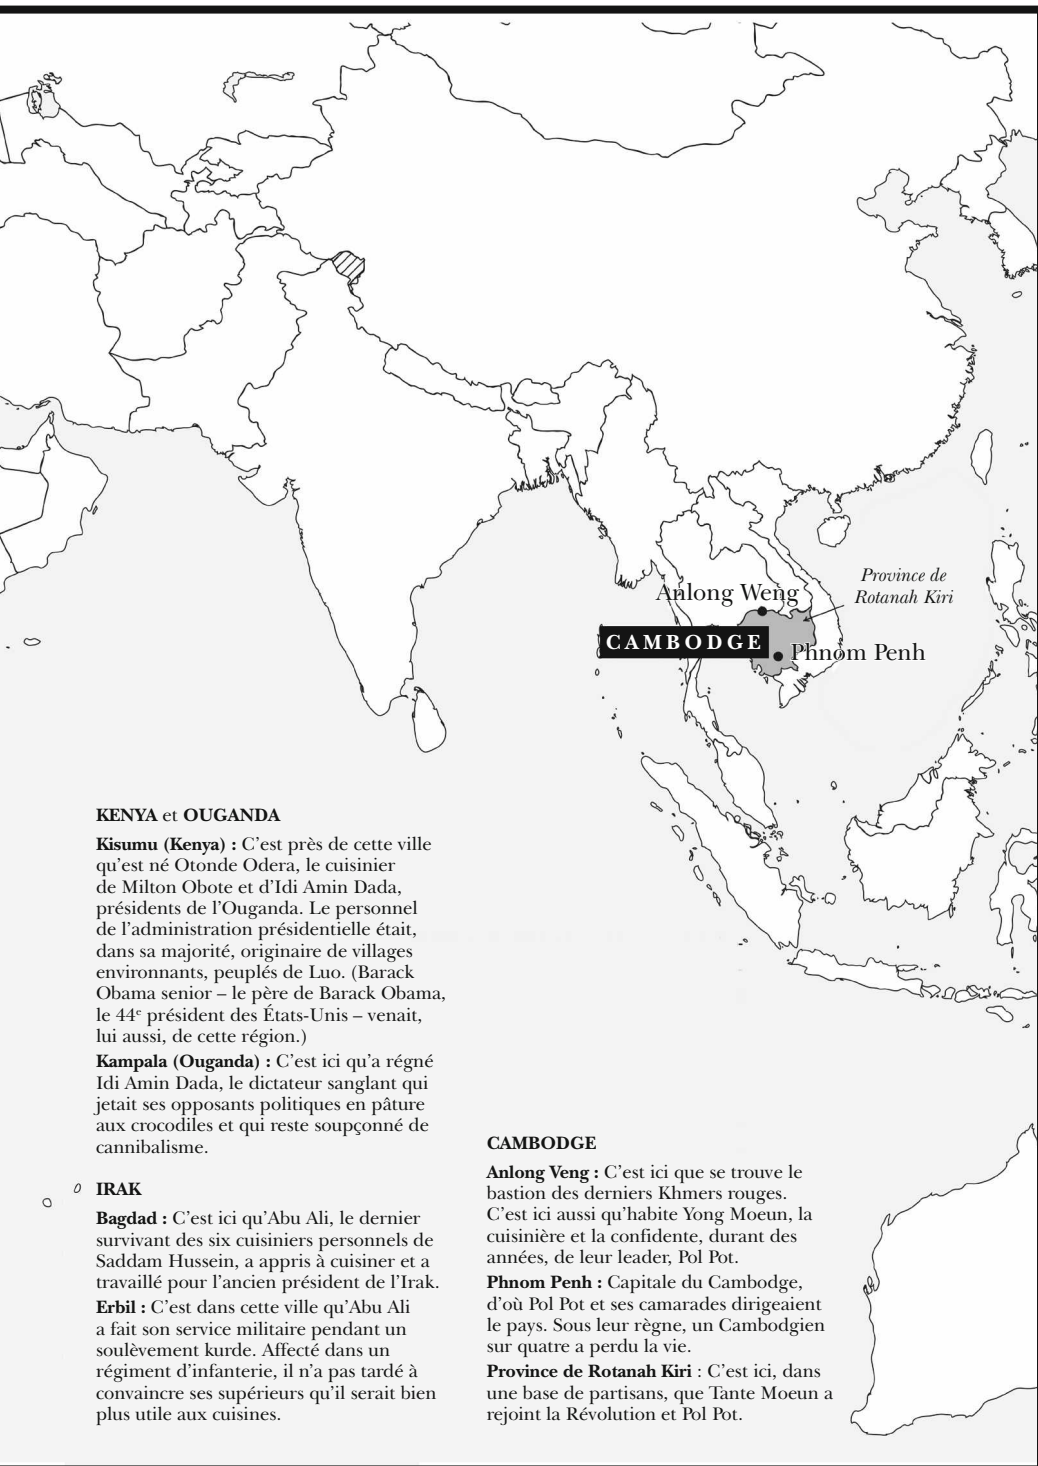 Anlong Weng
Province de
Rotanah Kiri
CAMBODGE
Phnom Penh
KENYA et OUGANDA
Kisumu (Kenya) : C’est près de cette ville
qu’est né Otonde Odera, le cuisinier
de Milton Obote et d’Idi Amin Dada,
présidents de l’Ouganda. Le personnel
de l’administration présidentielle était,
dans sa majorité, originaire de villages
environnants, peuplés de Luo. (Barack
Obama senior – le père de Barack Obama,
le 44e président des États-Unis – venait,
lui aussi, de cette région.)
Kampala (Ouganda) : C’est ici qu’a régné
Idi Amin Dada, le dictateur sanglant qui
jetait ses opposants politiques en pâture
aux crocodiles et qui reste soupçonné de
cannibalisme.
IRAK
Bagdad : C’est ici qu’Abu Ali, le dernier
survivant des six cuisiniers personnels de
Saddam Hussein, a appris à cuisiner et a
travaillé pour l’ancien président de l’Irak.
Erbil : C’est dans cette ville qu’Abu Ali
a fait son service militaire pendant un
soulèvement kurde. Affecté dans un
régiment d’infanterie, il n’a pas tardé à
convaincre ses supérieurs qu’il serait bien
plus utile aux cuisines.
CAMBODGE
Anlong Veng : C’est ici que se trouve le
bastion des derniers Khmers rouges.
C’est ici aussi qu’habite Yong Moeun, la
cuisinière et la confidente, durant des
années, de leur leader, Pol Pot.
Phnom Penh : Capitale du Cambodge,
d’où Pol Pot et ses camarades dirigeaient
le pays. Sous leur règne, un Cambodgien
sur quatre a perdu la vie.
Province de Rotanah Kiri : C’est ici, dans
une base de partisans, que Tante Moeun a
rejoint la Révolution et Pol Pot.